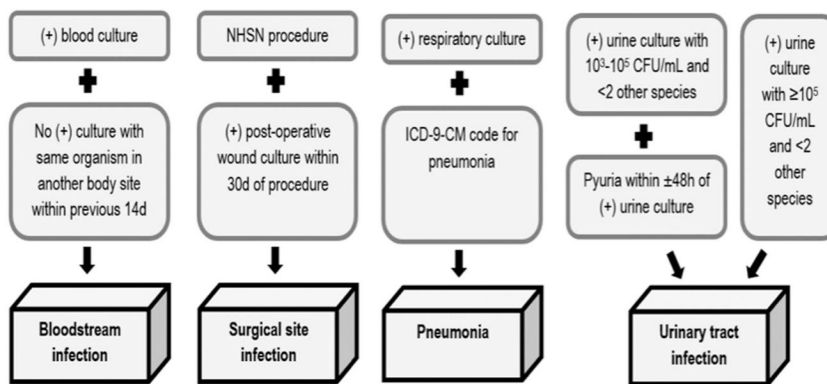 (+) blood culture
No (+) culture with
same organism in
another body site
within previous 14d
Bloodstream
infection
NHSN procedure
(+) post-operative
wound culture within
30d of procedure
Surgical site
infection
(+) respiratory culture
ICD-9-CM code for
pneumonia
Pneumonia
(+) urine culture with
10³-10⁵ CFU/mL and
<2 other species
Pyuria within ±48h of
(+) urine culture
(+) urine
culture
with ≥10⁵
CFU/mL
and <2
other
species
Urinary tract
infection